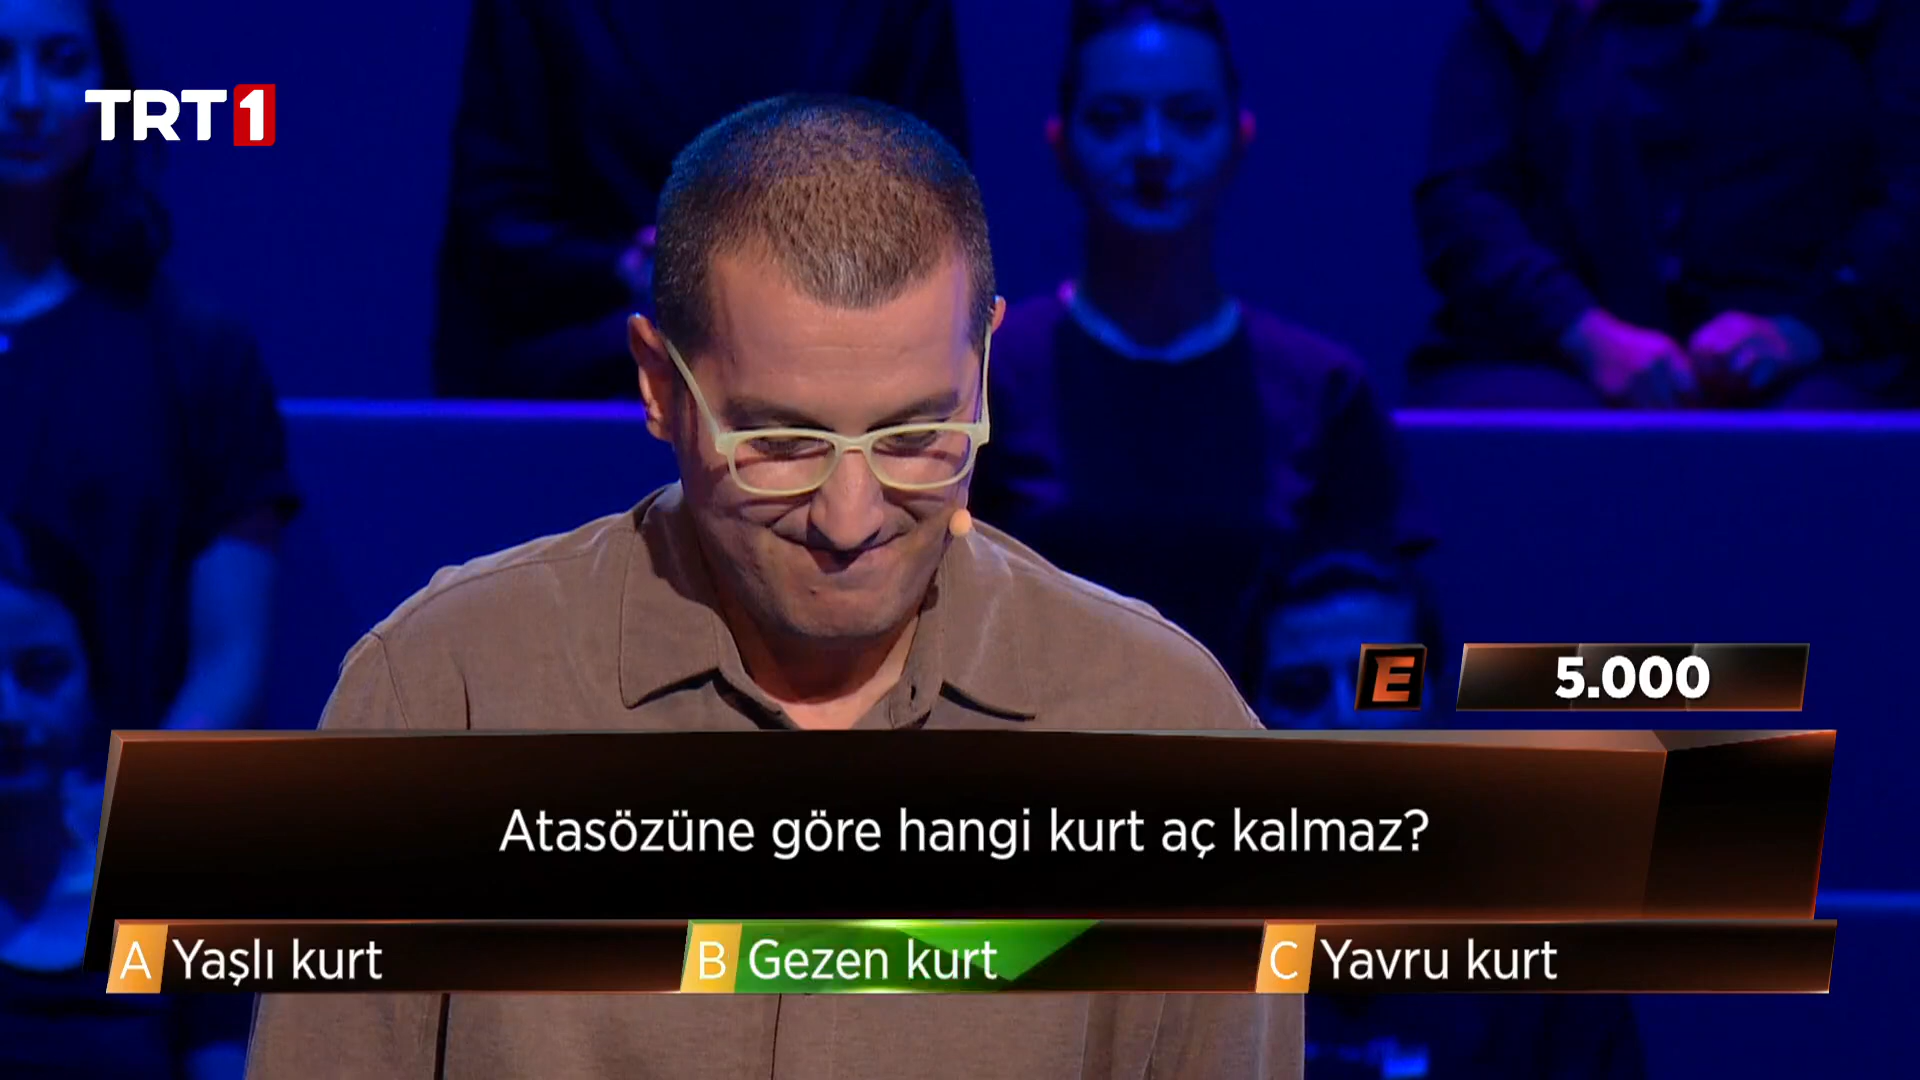 TRT1
E 5.000
Atasözüne göre hangi kurt aç kalmaz?
A Yaşlı kurt
B Gezen kurt
C Yavru kurt